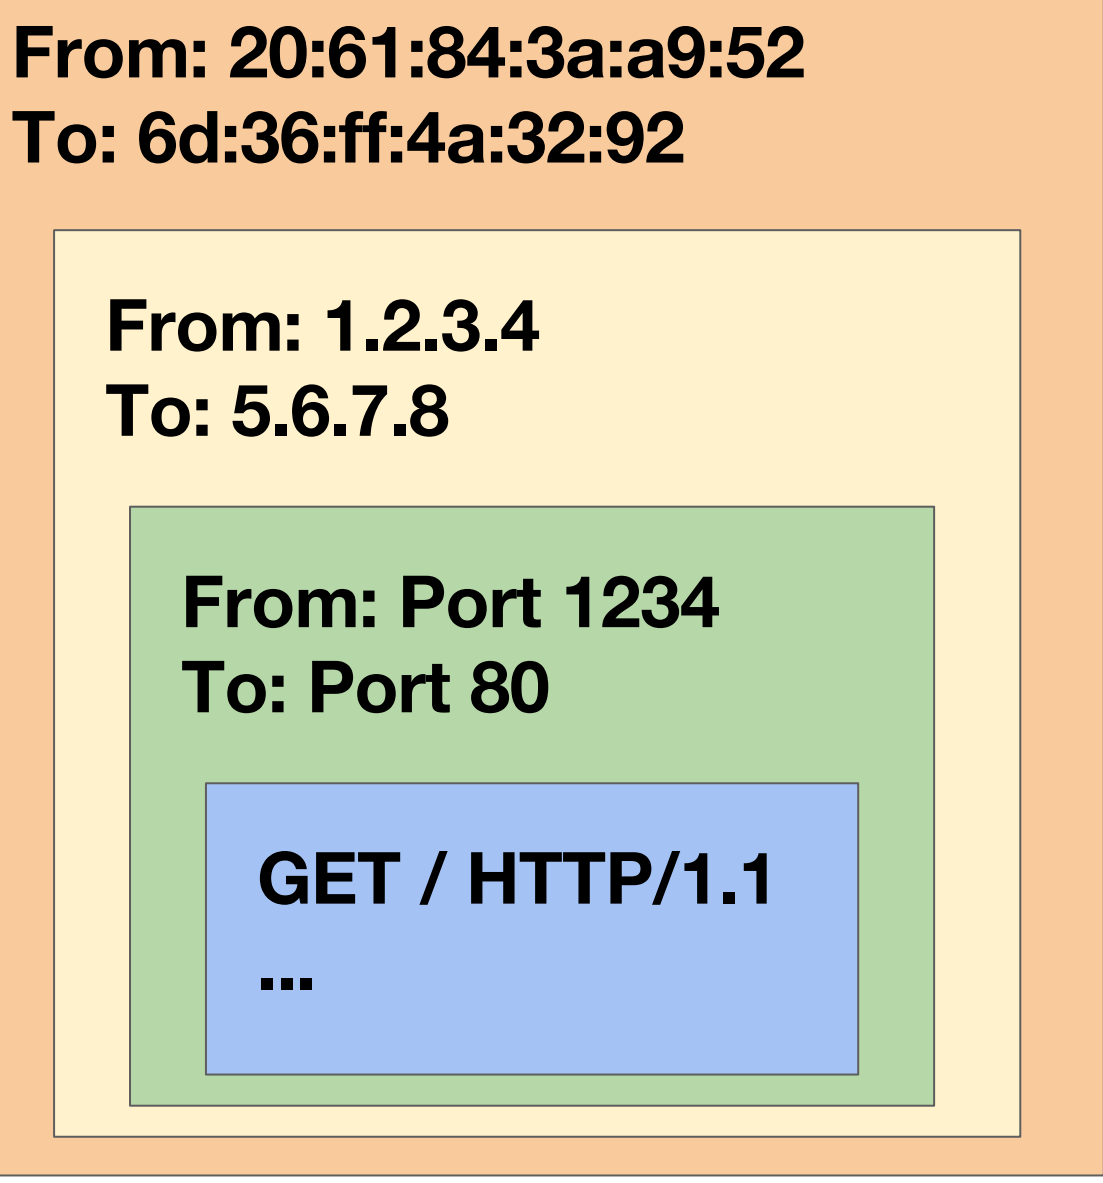 From: 20:61:84:3a:a9:52
To: 6d:36:ff:4a:32:92
From: 1.2.3.4
To: 5.6.7.8
From: Port 1234
To: Port 80
GET / HTTP/1.1
...